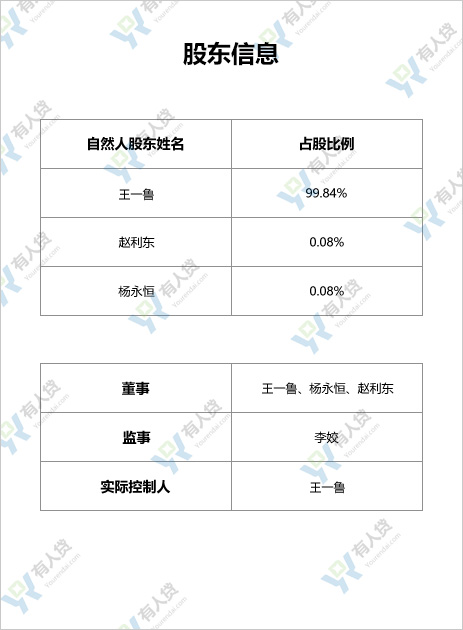 股东信息
自然人股东姓名 占股比例
王一鲁 99.84%
赵利东 0.08%
杨永恒 0.08%
董事 王一鲁、杨永恒、赵利东
监事 李姣
实际控制人 王一鲁
有人贷
Yourendai.com